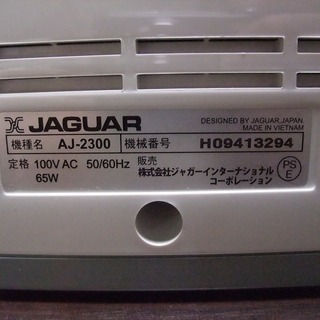 JAGUAR
DESIGNED BY JAGUAR,JAPAN.
MADE IN VIETNAM
機種名 AJ-2300 機械番号 H09413294
定格 100V AC 50/60Hz 販売
65W 株式会社ジャガーインターナショナル
コーポレーション
PS
E